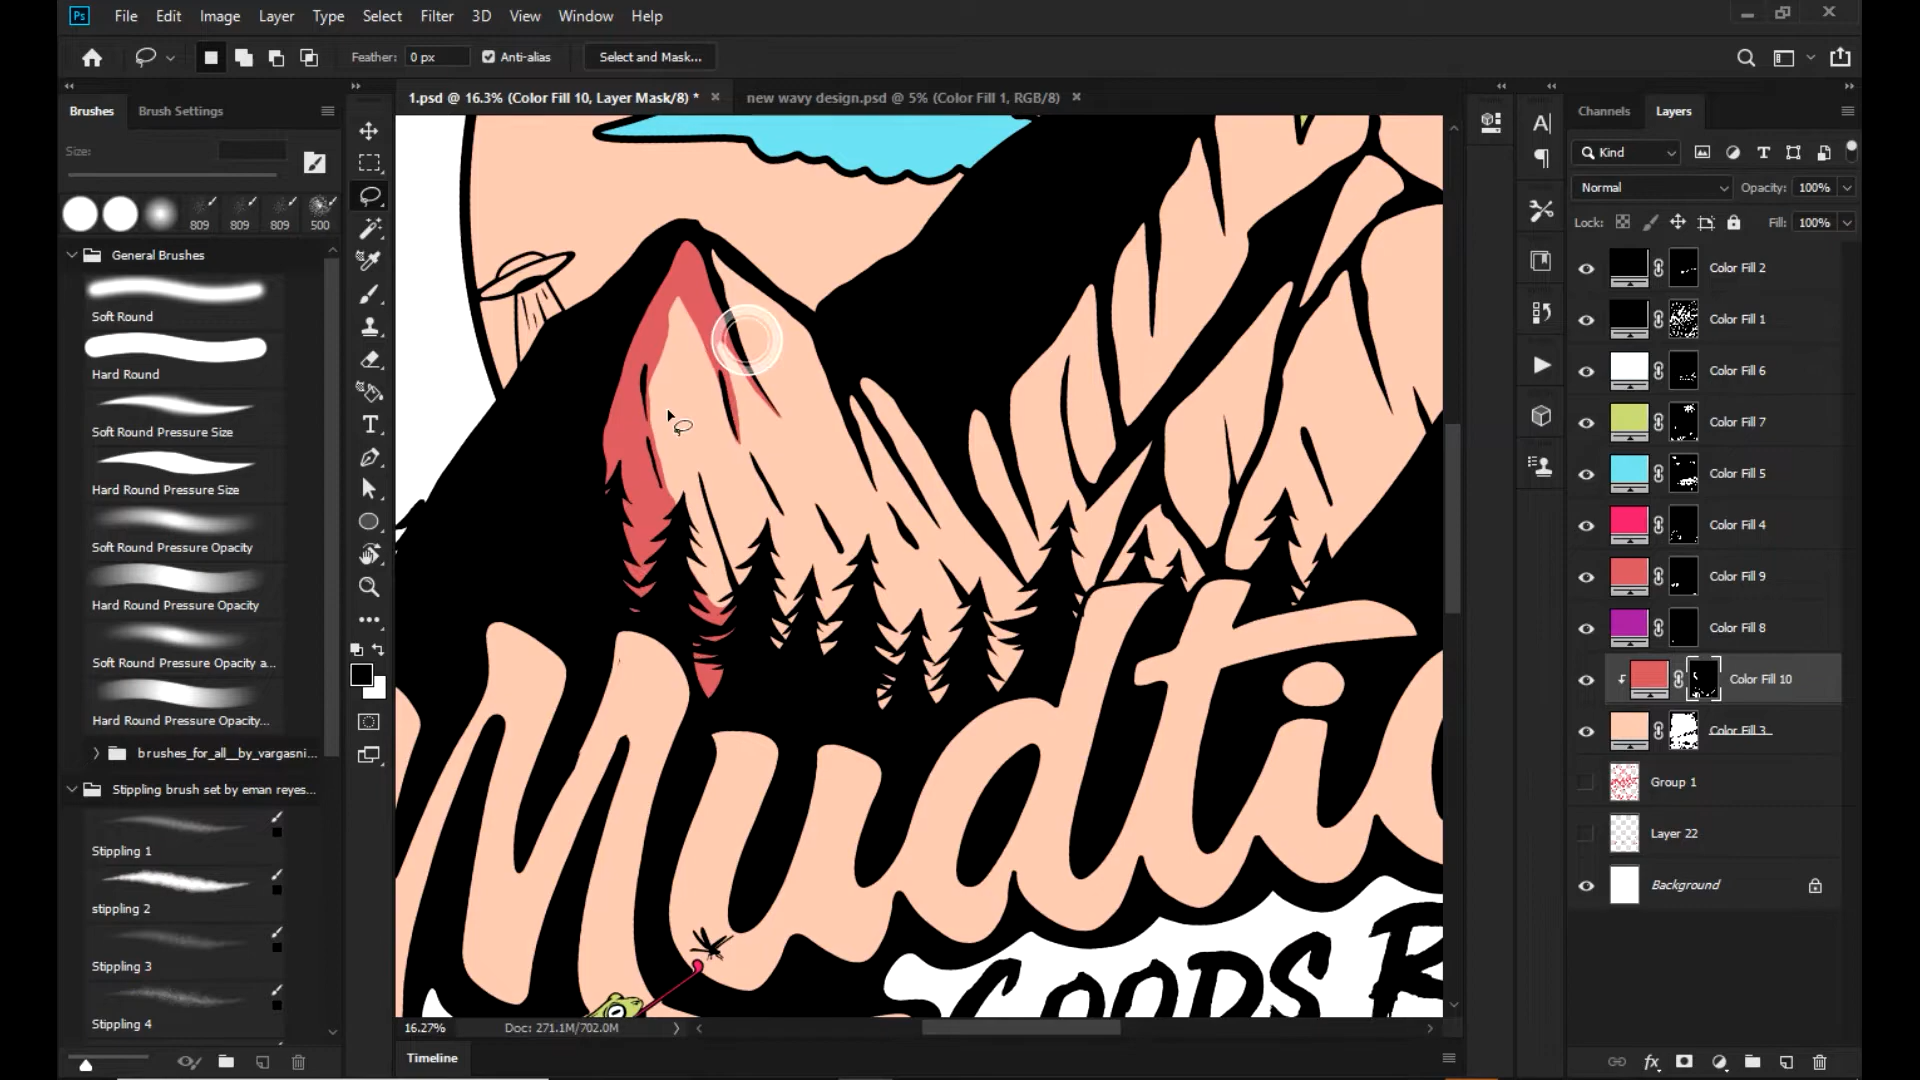 Ps File Edit Image Layer Type Select Filter 3D View Window Help
Feather: 0 px Anti-alias Select and Mask...
Brushes Brush Settings
1.psd @ 16.3% (Color Fill 10, Layer Mask/8) * × new wavy design.psd @ 5% (Color Fill 1, RGB/8) ×
Channels Layers
Size:
Kind
Normal Opacity: 100%
Lock: Fill: 100%
809 809 809 500
General Brushes
Soft Round
Hard Round
Soft Round Pressure Size
Hard Round Pressure Size
Soft Round Pressure Opacity
Hard Round Pressure Opacity
Soft Round Pressure Opacity a...
Hard Round Pressure Opacity...
brushes_for_all__by_vargasni...
Stippling brush set by eman reyes...
Stippling 1
stippling 2
Stippling 3
Stippling 4
Color Fill 2
Color Fill 1
Color Fill 6
Color Fill 7
Color Fill 5
Color Fill 4
Color Fill 9
Color Fill 8
Color Fill 10
Color Fill 3
Group 1
Layer 22
Background
Mudti
GOODS R
16.27% Doc: 271.1M/702.0M
Timeline
fx